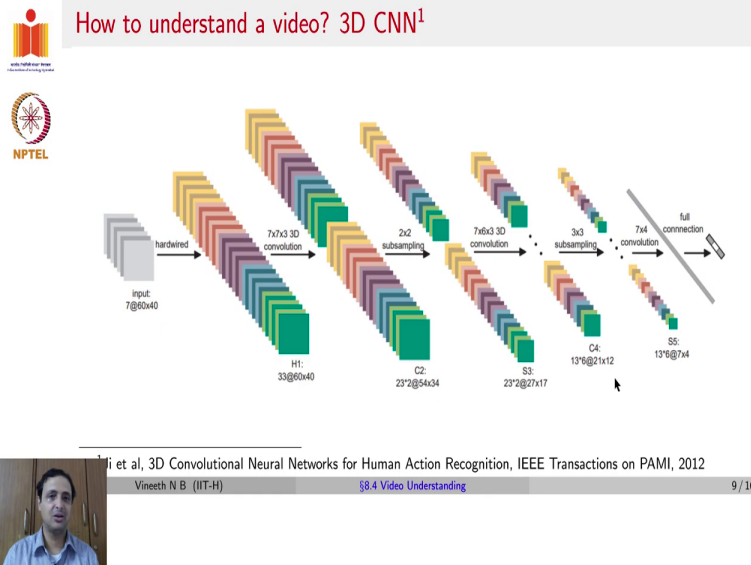 How to understand a video? 3D CNN1
NPTEL
hardwired
7x7x3 3D
convolution
2x2
subsampling
7x6x3 3D
convolution
3x3
subsampling
7x4
convolution
full
connnection
input:
7@60x40
H1:
33@60x40
C2:
23*2@54x34
S3:
23*2@27x17
C4:
13*6@21x12
S5:
13*6@7x4
Ji et al, 3D Convolutional Neural Networks for Human Action Recognition, IEEE Transactions on PAMI, 2012
Vineeth N B (IIT-H)
§8.4 Video Understanding